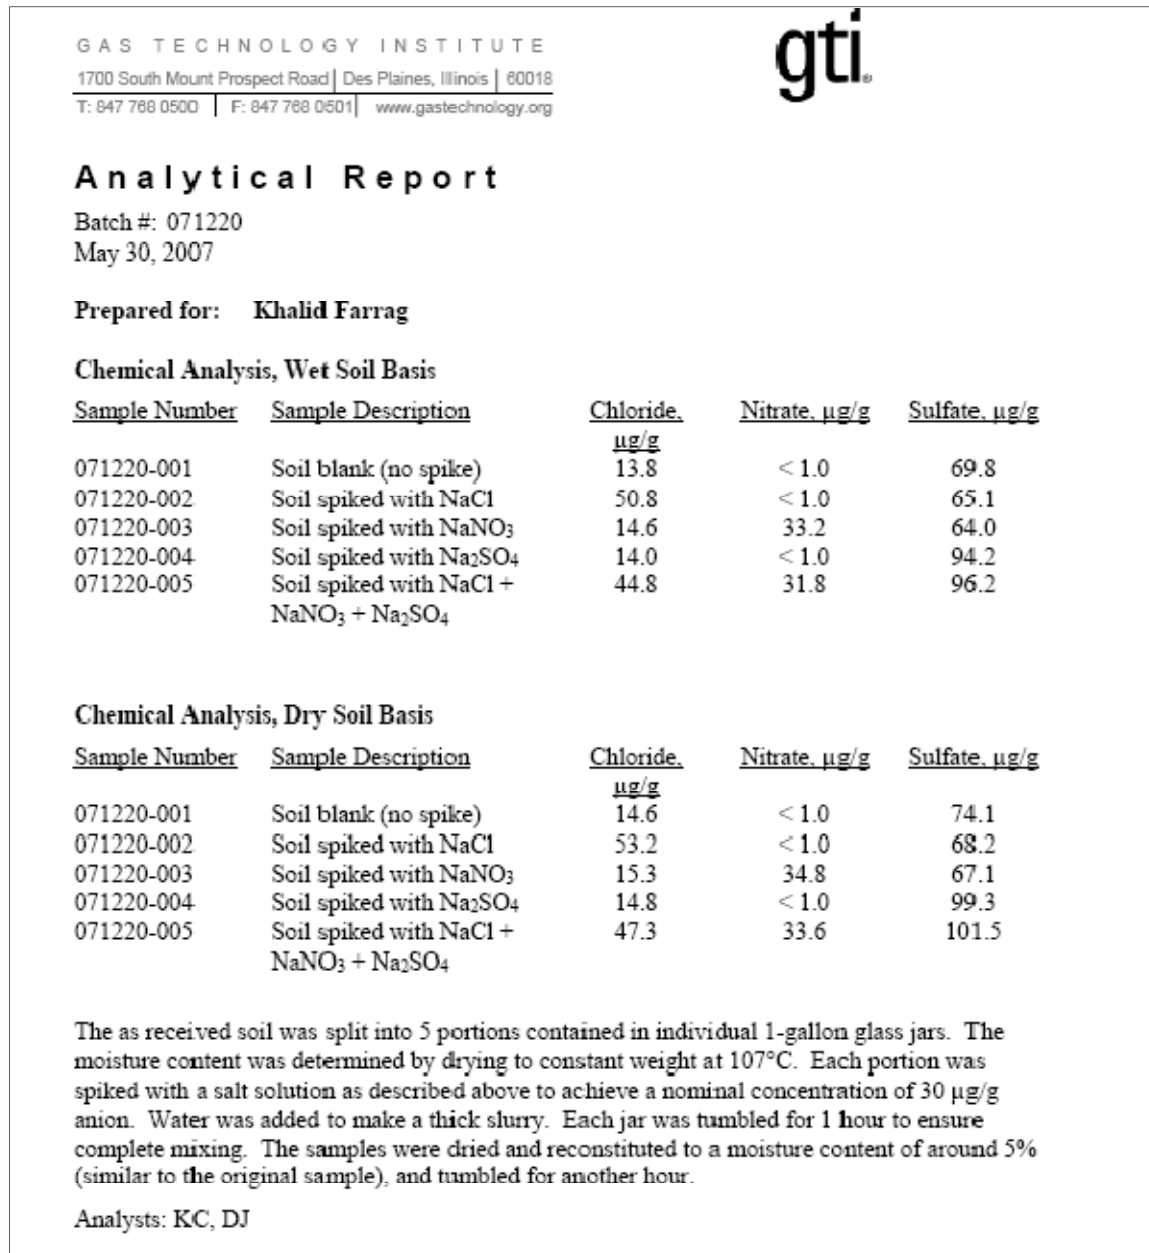 GAS TECHNOLOGY INSTITUTE
gti®
1700 South Mount Prospect Road | Des Plaines, Illinois | 60018
T: 847 768 0500 | F: 847 768 0501 | www.gastechnology.org
Analytical Report
Batch #: 071220
May 30, 2007
Prepared for: Khalid Farrag
Chemical Analysis, Wet Soil Basis
Sample Number Sample Description Chloride, µg/g Nitrate, µg/g Sulfate, µg/g
071220-001 Soil blank (no spike) 13.8 < 1.0 69.8
071220-002 Soil spiked with NaCl 50.8 < 1.0 65.1
071220-003 Soil spiked with NaNO₃ 14.6 33.2 64.0
071220-004 Soil spiked with Na₂SO₄ 14.0 < 1.0 94.2
071220-005 Soil spiked with NaCl + 44.8 31.8 96.2
NaNO₃ + Na₂SO₄
Chemical Analysis, Dry Soil Basis
Sample Number Sample Description Chloride, µg/g Nitrate, µg/g Sulfate, µg/g
071220-001 Soil blank (no spike) 14.6 < 1.0 74.1
071220-002 Soil spiked with NaCl 53.2 < 1.0 68.2
071220-003 Soil spiked with NaNO₃ 15.3 34.8 67.1
071220-004 Soil spiked with Na₂SO₄ 14.8 < 1.0 99.3
071220-005 Soil spiked with NaCl + 47.3 33.6 101.5
NaNO₃ + Na₂SO₄
The as received soil was split into 5 portions contained in individual 1-gallon glass jars. The
moisture content was determined by drying to constant weight at 107°C. Each portion was
spiked with a salt solution as described above to achieve a nominal concentration of 30 µg/g
anion. Water was added to make a thick slurry. Each jar was tumbled for 1 hour to ensure
complete mixing. The samples were dried and reconstituted to a moisture content of around 5%
(similar to the original sample), and tumbled for another hour.
Analysts: KC, DJ